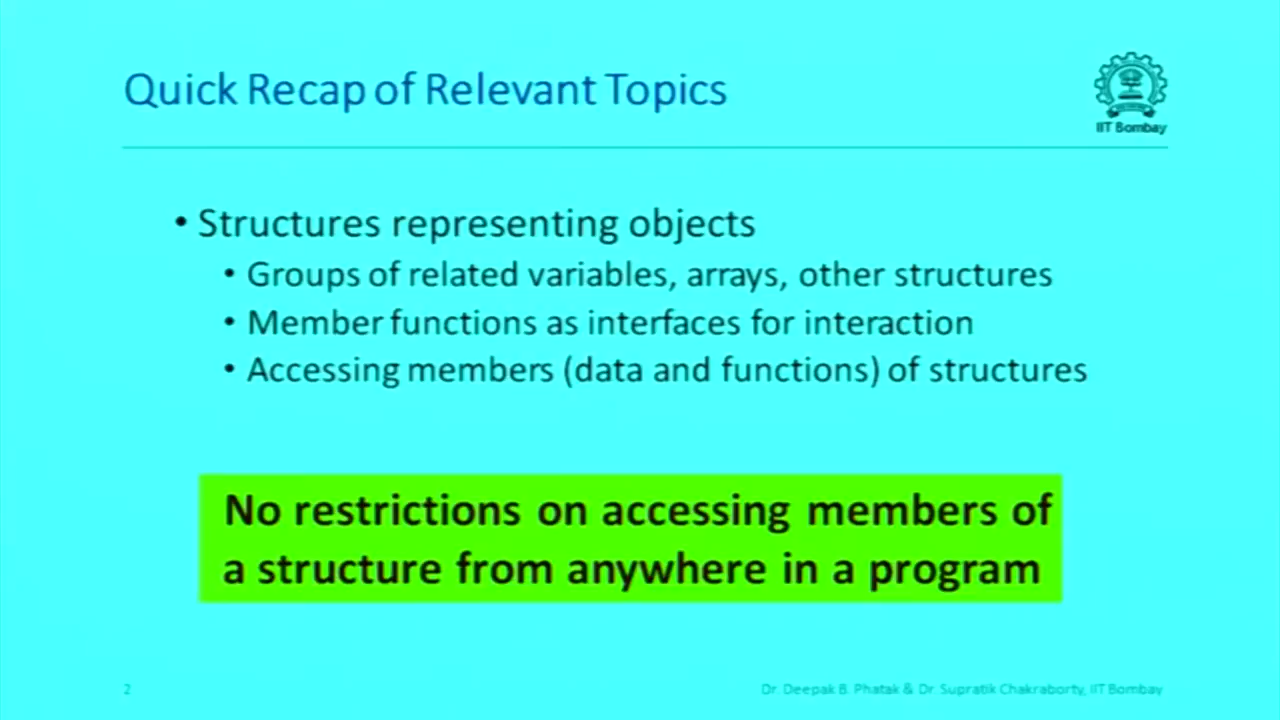 Quick Recap of Relevant Topics
IIT Bombay
• Structures representing objects
• Groups of related variables, arrays, other structures
• Member functions as interfaces for interaction
• Accessing members (data and functions) of structures
No restrictions on accessing members of
a structure from anywhere in a program
2
Dr. Deepak B. Phatak & Dr. Supratik Chakraborty, IIT Bombay